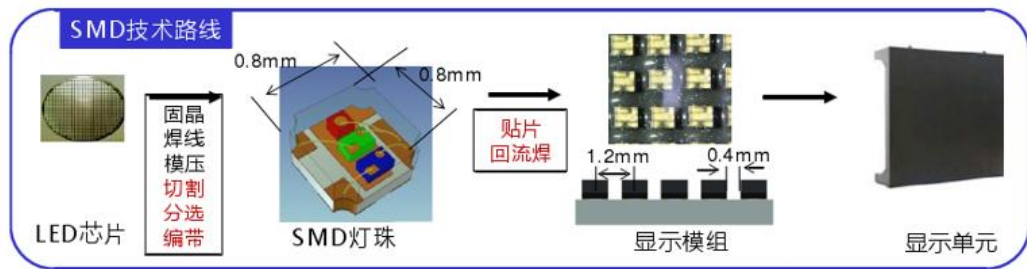 SMD技术路线
0.8mm
0.8mm
固晶
焊线
模压
切割
分选
编带
贴片
回流焊
1.2mm
0.4mm
LED芯片
SMD灯珠
显示模组
显示单元